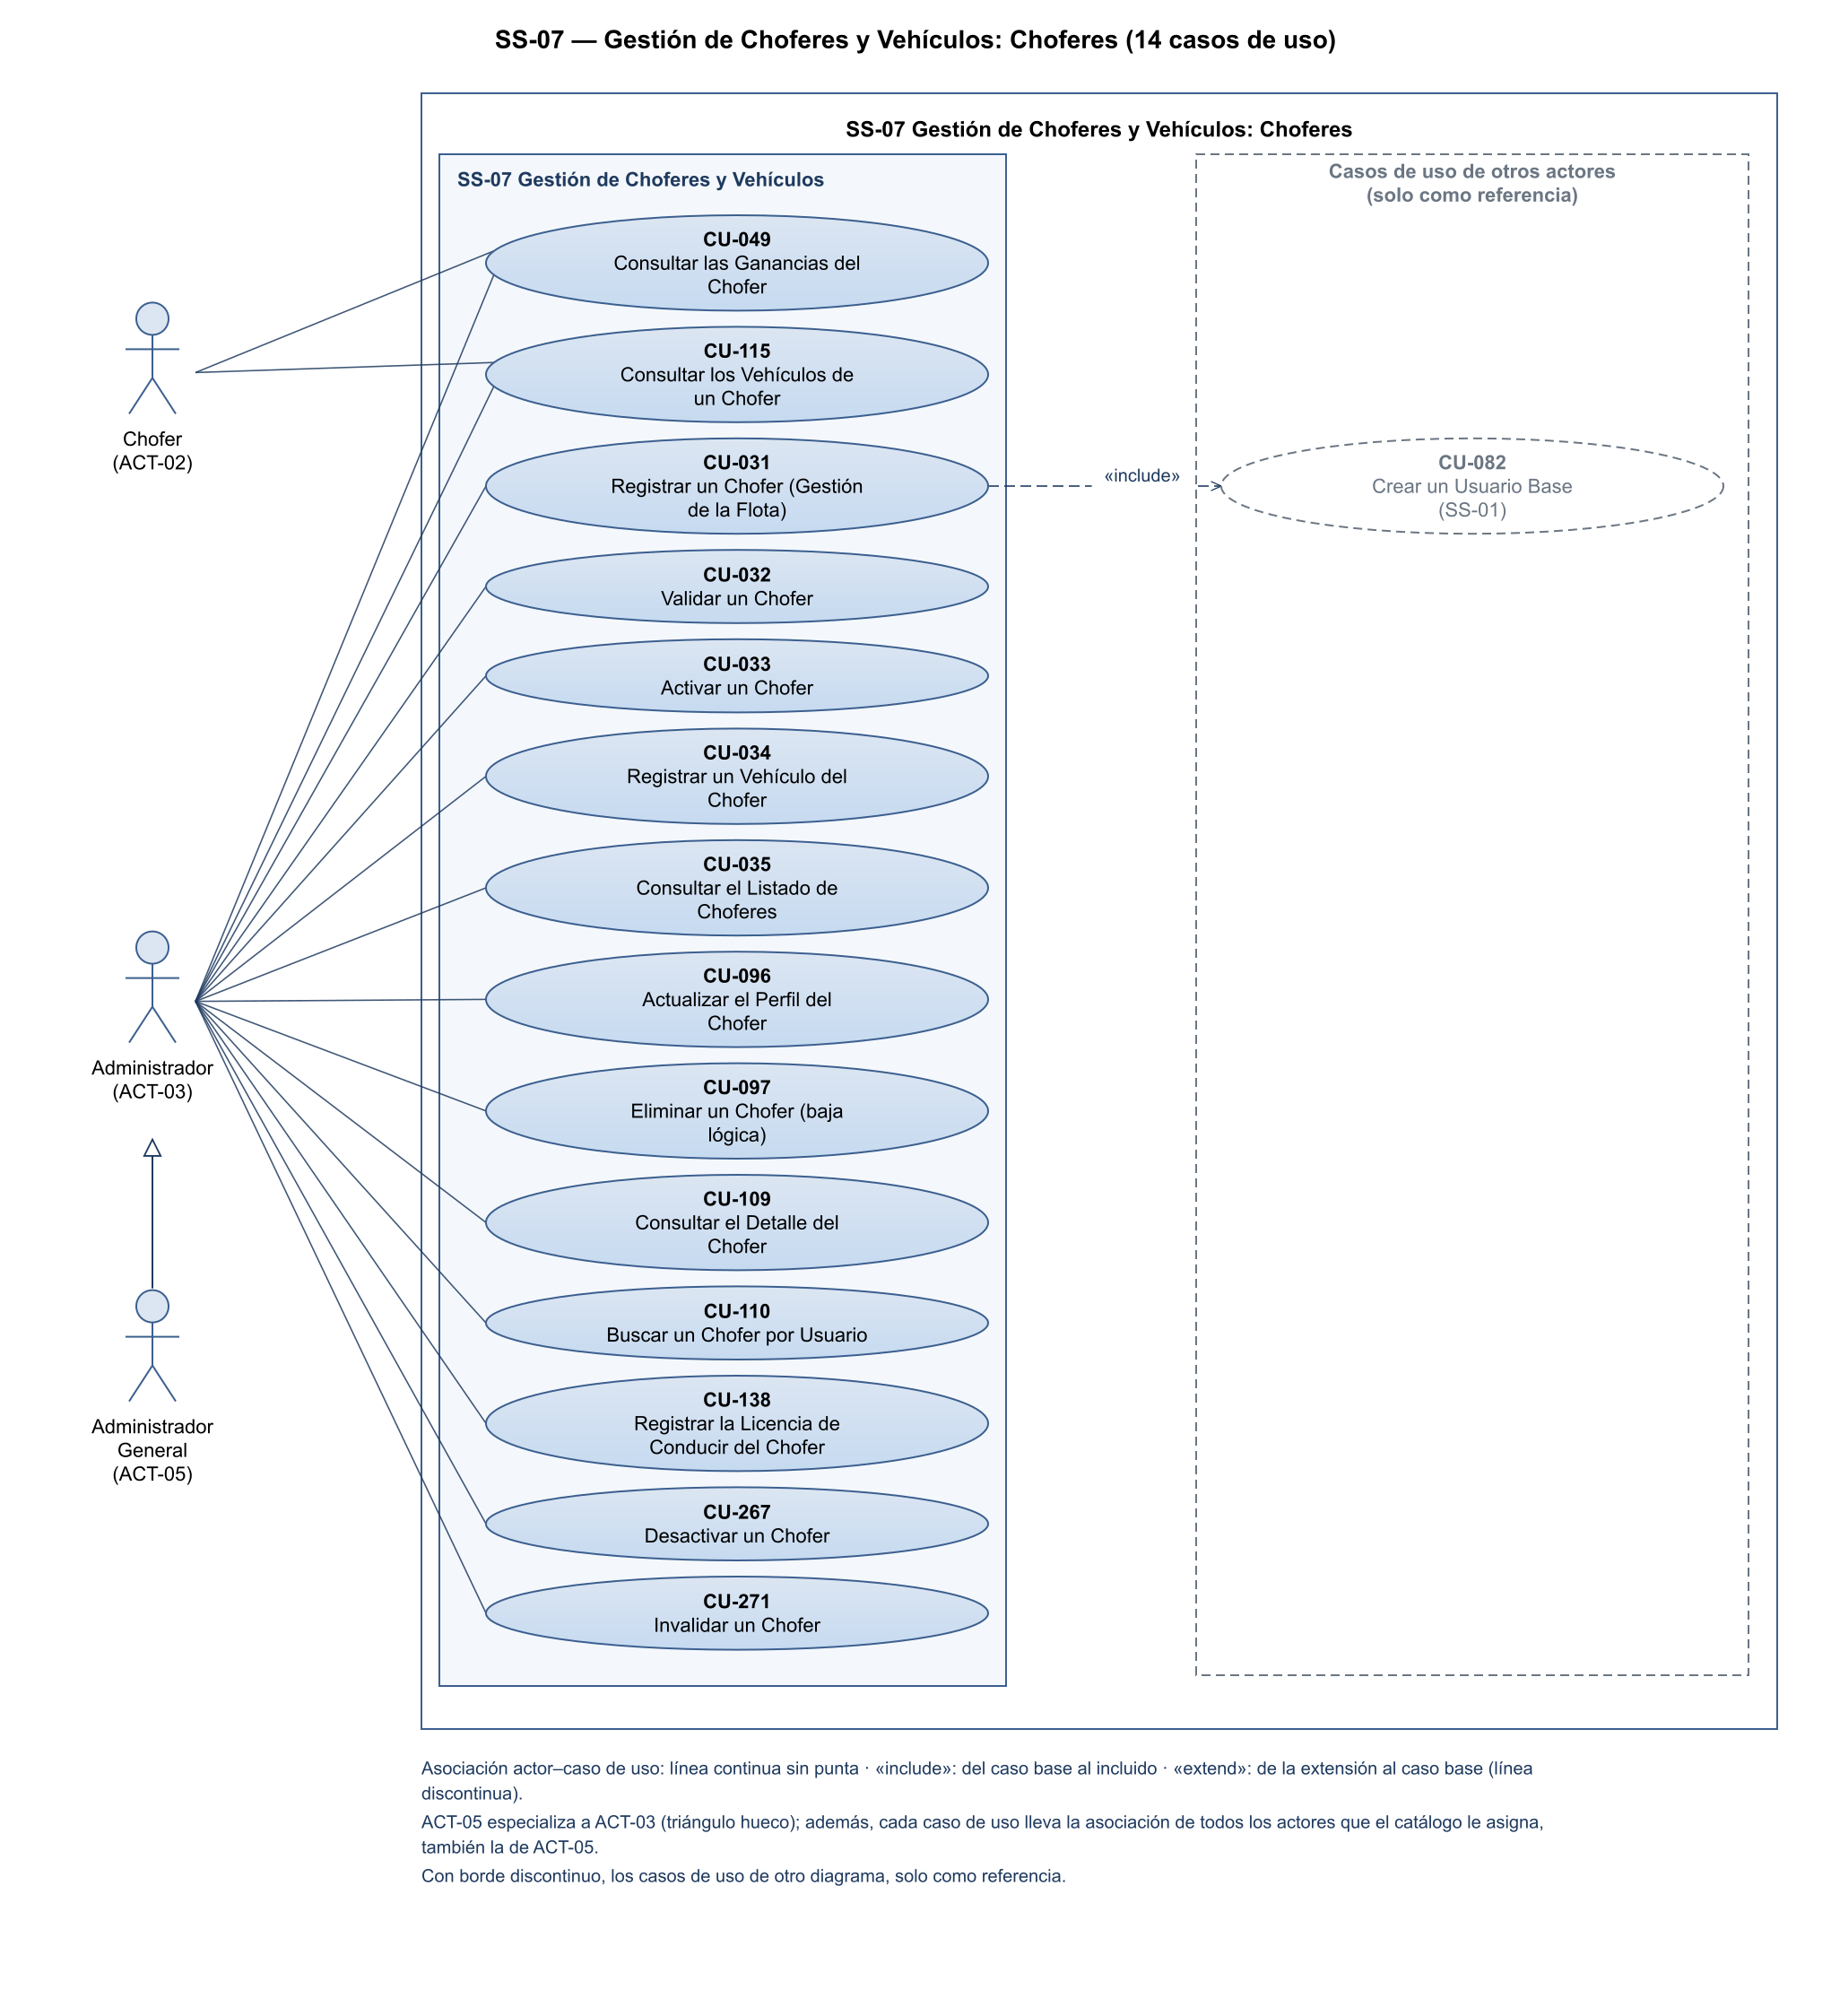 SS-07 — Gestión de Choferes y Vehículos: Choferes (14 casos de uso)
SS-07 Gestión de Choferes y Vehículos: Choferes
SS-07 Gestión de Choferes y Vehículos
Casos de uso de otros actores
(solo como referencia)
CU-049
Consultar las Ganancias del
Chofer
CU-115
Consultar los Vehículos de
un Chofer
Chofer
(ACT-02)
CU-031
Registrar un Chofer (Gestión
de la Flota)
«include»
CU-082
Crear un Usuario Base
(SS-01)
CU-032
Validar un Chofer
CU-033
Activar un Chofer
CU-034
Registrar un Vehículo del
Chofer
CU-035
Consultar el Listado de
Choferes
CU-096
Actualizar el Perfil del
Chofer
Administrador
(ACT-03)
CU-097
Eliminar un Chofer (baja
lógica)
CU-109
Consultar el Detalle del
Chofer
CU-110
Buscar un Chofer por Usuario
CU-138
Registrar la Licencia de
Conducir del Chofer
Administrador
General
(ACT-05)
CU-267
Desactivar un Chofer
CU-271
Invalidar un Chofer
Asociación actor–caso de uso: línea continua sin punta · «include»: del caso base al incluido · «extend»: de la extensión al caso base (línea
discontinua).
ACT-05 especializa a ACT-03 (triángulo hueco); además, cada caso de uso lleva la asociación de todos los actores que el catálogo le asigna,
también la de ACT-05.
Con borde discontinuo, los casos de uso de otro diagrama, solo como referencia.